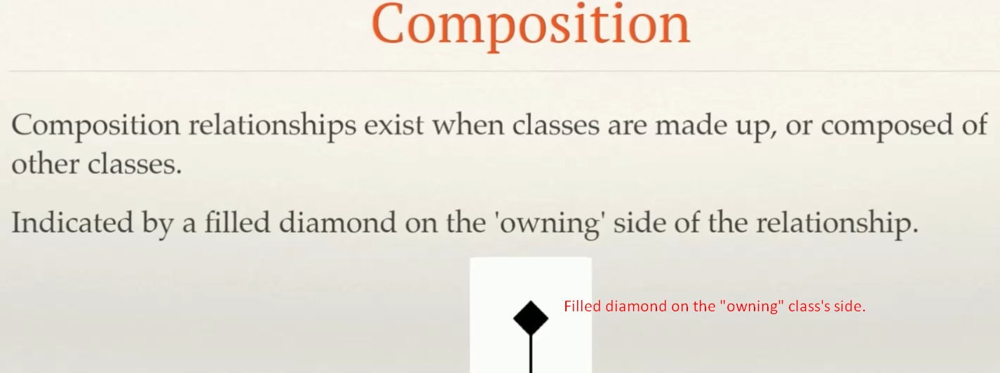 Composition
Composition relationships exist when classes are made up, or composed of
other classes.
Indicated by a filled diamond on the 'owning' side of the relationship.
Filled diamond on the "owning" class's side.